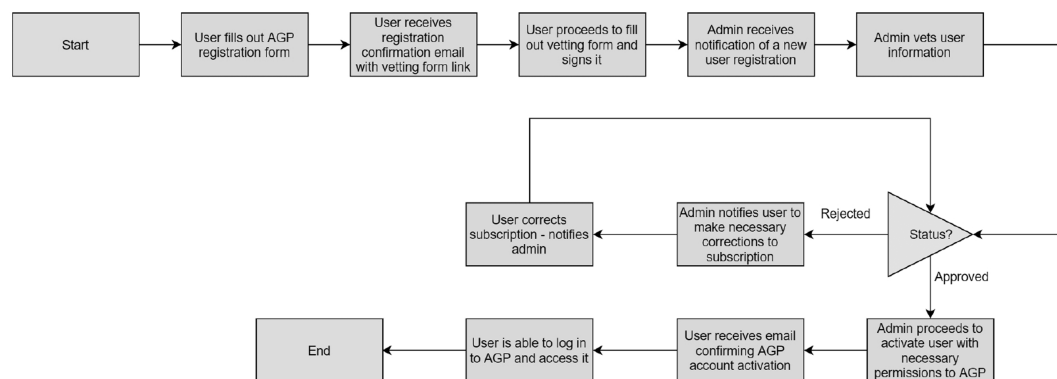 Start
User fills out AGP
registration form
User receives
registration
confirmation email
with vetting form link
User proceeds to fill
out vetting form and
signs it
Admin receives
notification of a new
user registration
Admin vets user
information
User corrects
subscription - notifies
admin
Admin notifies user to
make necessary
corrections to
subscription
Rejected
Status?
Approved
End
User is able to log in
to AGP and access it
User receives email
confirming AGP
account activation
Admin proceeds to
activate user with
necessary
permissions to AGP